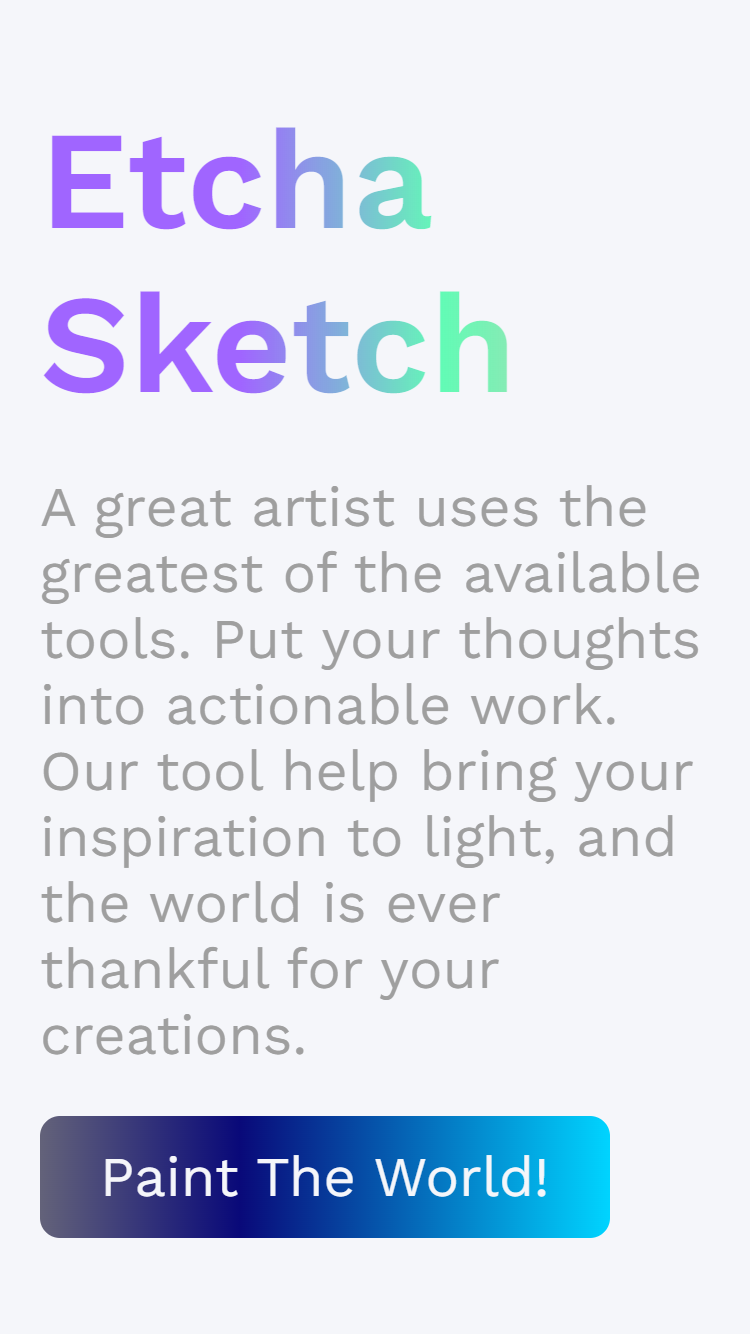 Etcha
Sketch
A great artist uses the
greatest of the available
tools. Put your thoughts
into actionable work.
Our tool help bring your
inspiration to light, and
the world is ever
thankful for your
creations.
Paint The World!